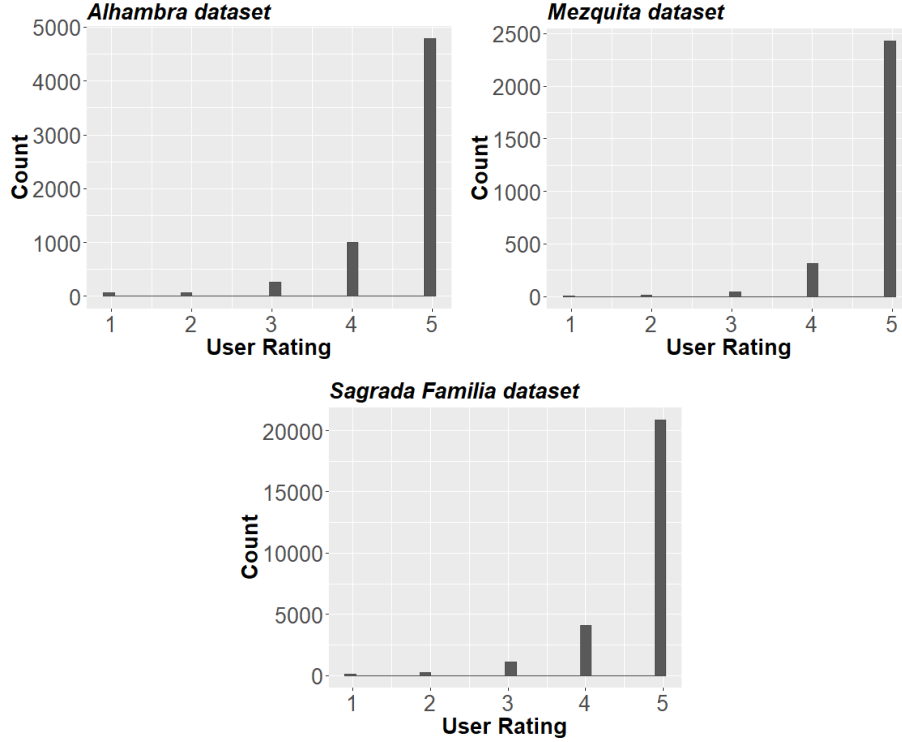 Alhambra dataset
5000
4000
3000
2000
1000
0
Count
1 2 3 4 5
User Rating
Mezquita dataset
2500
2000
1500
1000
500
0
Count
1 2 3 4 5
User Rating
Sagrada Familia dataset
20000
15000
10000
5000
0
Count
1 2 3 4 5
User Rating